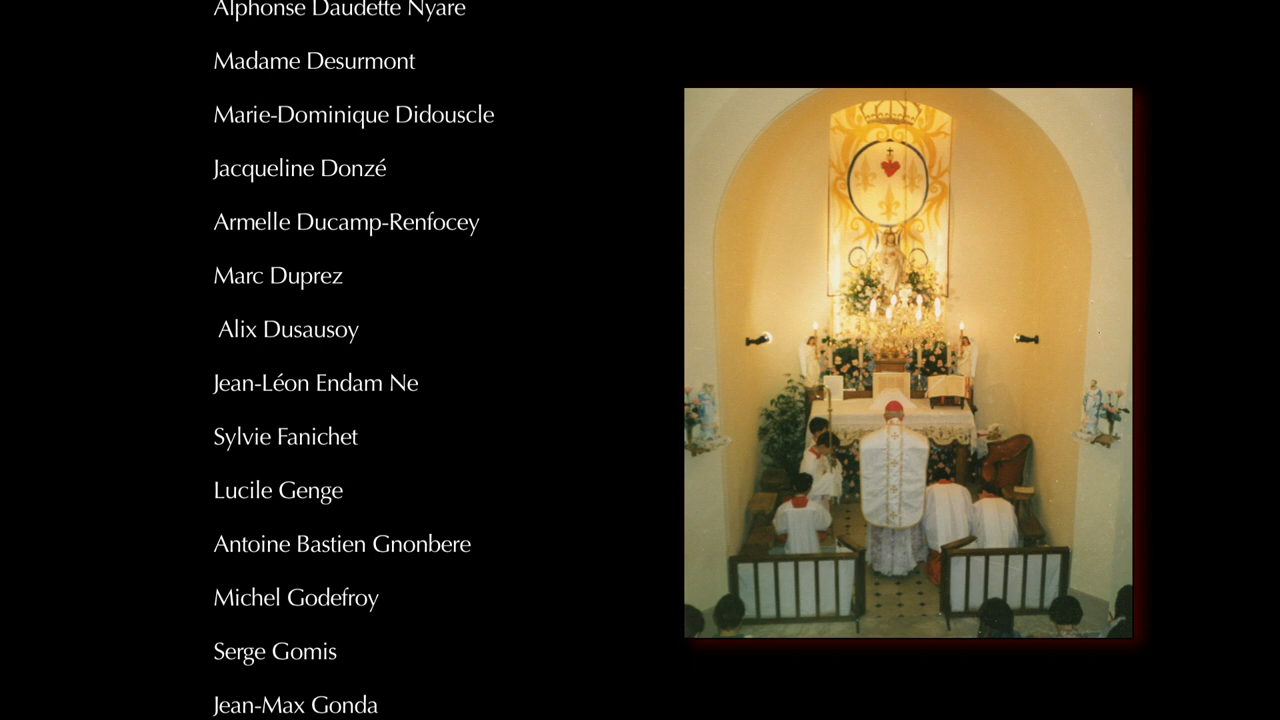 Alphonse Daudette Nyare
Madame Desurmont
Marie-Dominique Didouscle
Jacqueline Donzé
Armelle Ducamp-Renfocey
Marc Duprez
Alix Dusausoy
Jean-Léon Endam Ne
Sylvie Fanichet
Lucile Genge
Antoine Bastien Gnonbere
Michel Godefroy
Serge Gomis
Jean-Max Gonda